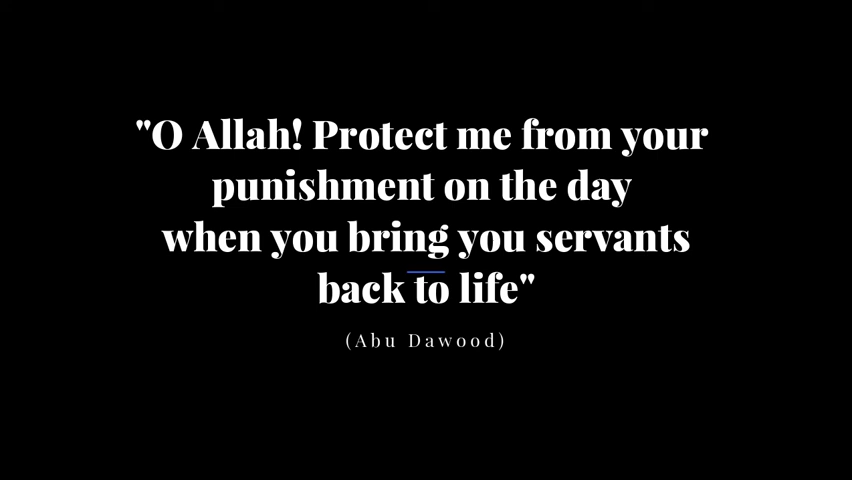 "O Allah! Protect me from your
punishment on the day
when you bring you servants
back to life"
(Abu Dawood)